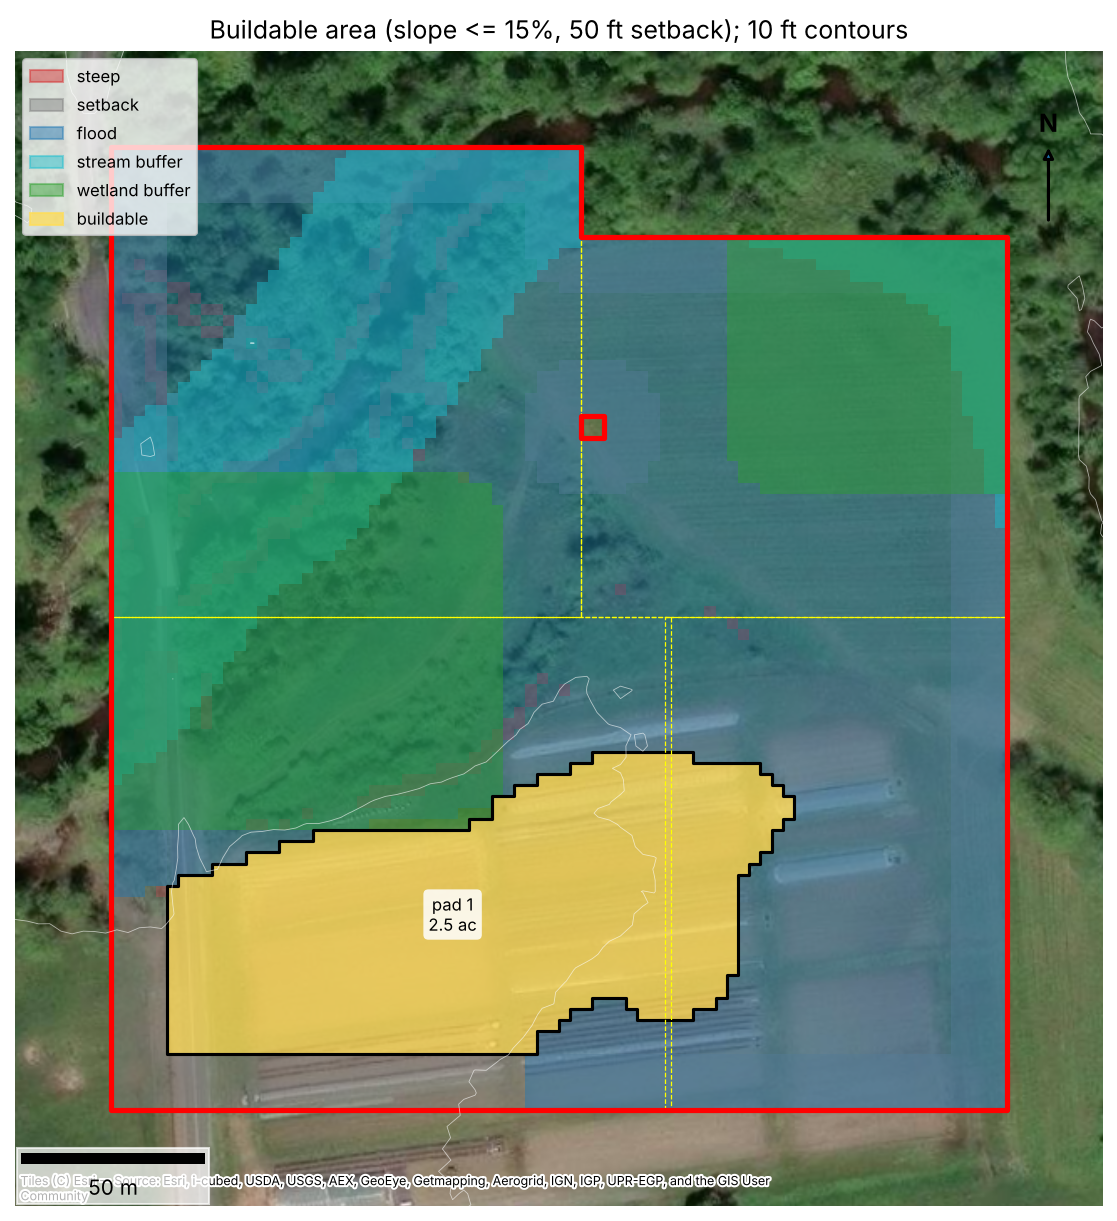 Buildable area (slope <= 15%, 50 ft setback); 10 ft contours
steep
setback
flood
stream buffer
wetland buffer
buildable
N
pad 1
2.5 ac
50 m
Tiles (C) Esri -- Source: Esri, i-cubed, USDA, USGS, AEX, GeoEye, Getmapping, Aerogrid, IGN, IGP, UPR-EGP, and the GIS User
Community